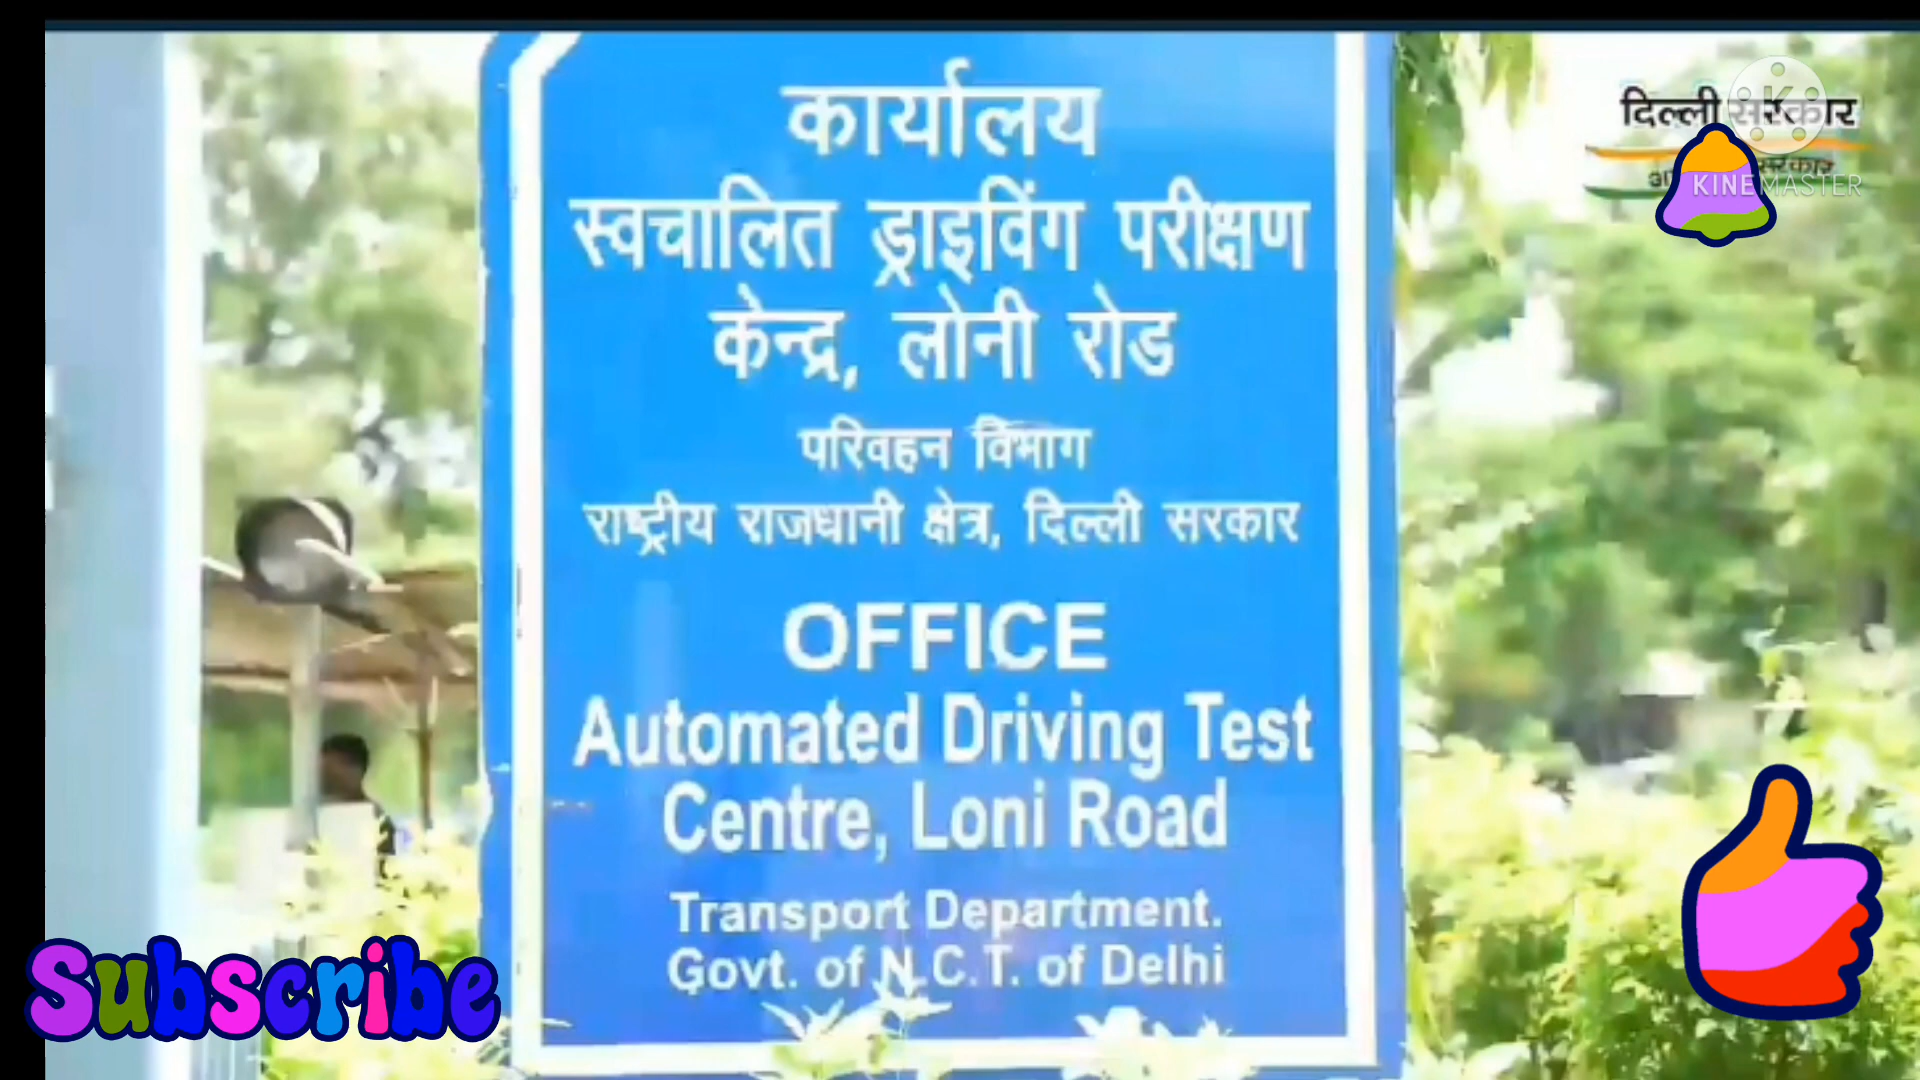 कार्यालय
स्वचालित ड्राइविंग परीक्षण
केन्द्र, लोनी रोड
परिवहन विभाग
राष्ट्रीय राजधानी क्षेत्र, दिल्ली सरकार
OFFICE
Automated Driving Test
Centre, Loni Road
Transport Department.
Govt. of N.C.T. of Delhi
दिल्ली सरकार
सरकार
KINEMASTER
Subscribe